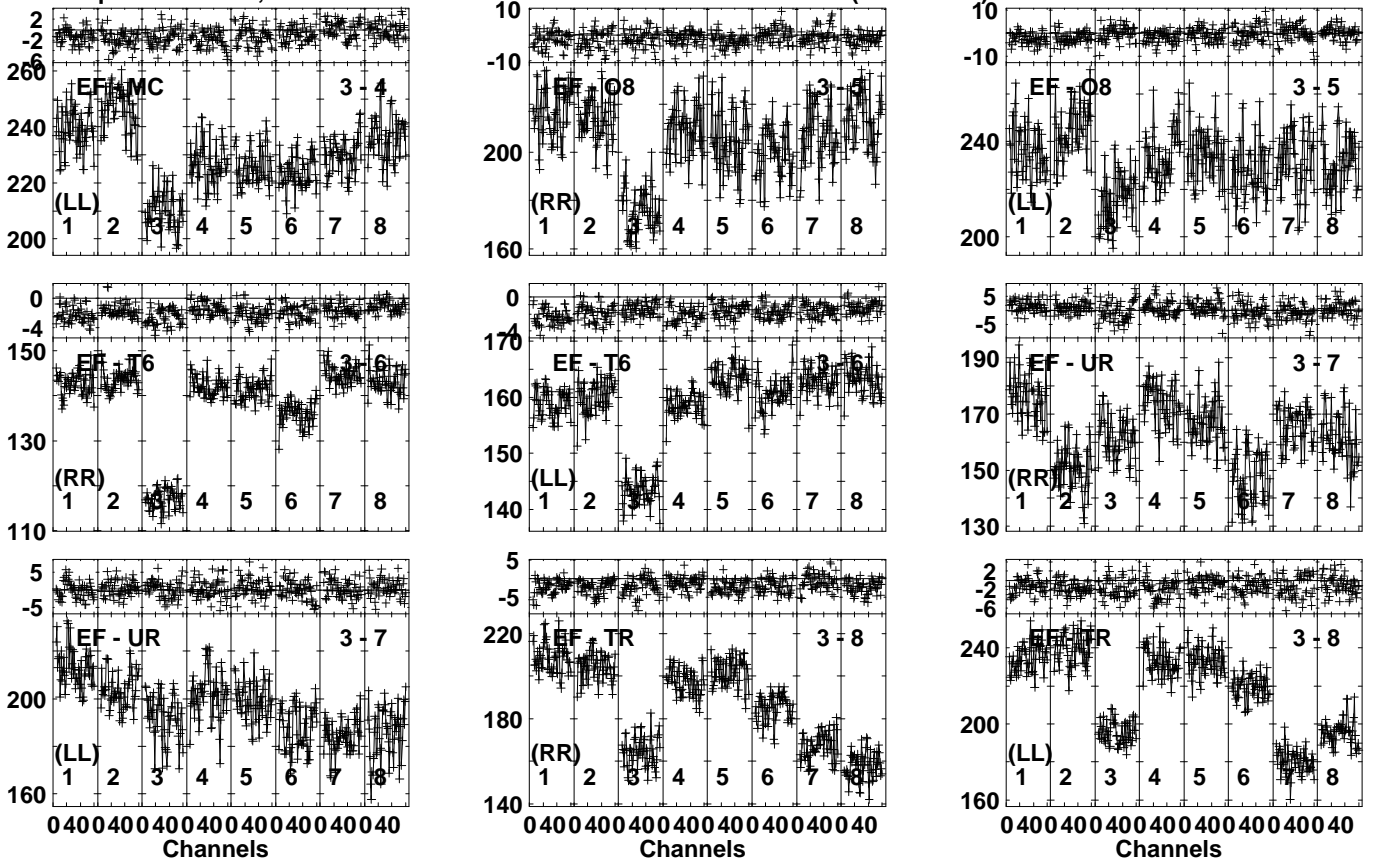 2 10 10
-2
-6 -10 -10
260 EF - MC 3 - 4 EF - O8 3 - 5 EF - O8 3 - 5
240 200 240
220
(LL) (RR) (LL)
1 2 3 4 5 6 7 8 1 2 3 4 5 6 7 8 1 2 3 4 5 6 7 8
200 160 200
0 0 5
-4 -4 -5
150 EF - T6 3 - 6 170 EF - T6 3 - 6 190 EF - UR 3 - 7
160 170
130 150 150
(RR) (LL) (RR)
1 2 3 4 5 6 7 8 1 2 3 4 5 6 7 8 1 2 3 4 5 6 7 8
110 140 130
5 5 2
-5 -5 -2
-6
EF - UR 3 - 7 220 EF - TR 3 - 8 240 EF - TR 3 - 8
200 180 200
(LL) (RR) (LL)
1 2 3 4 5 6 7 8 1 2 3 4 5 6 7 8 1 2 3 4 5 6 7 8
160 140 160
0 40 0 40 0 40 0 40 0 40 0 40 0 40 0 40 0 40 0 40 0 40 0 40 0 40 0 40 0 40 0 40 0 40 0 40 0 40 0 40 0 40 0 40 0 40 0 40
Channels Channels Channels